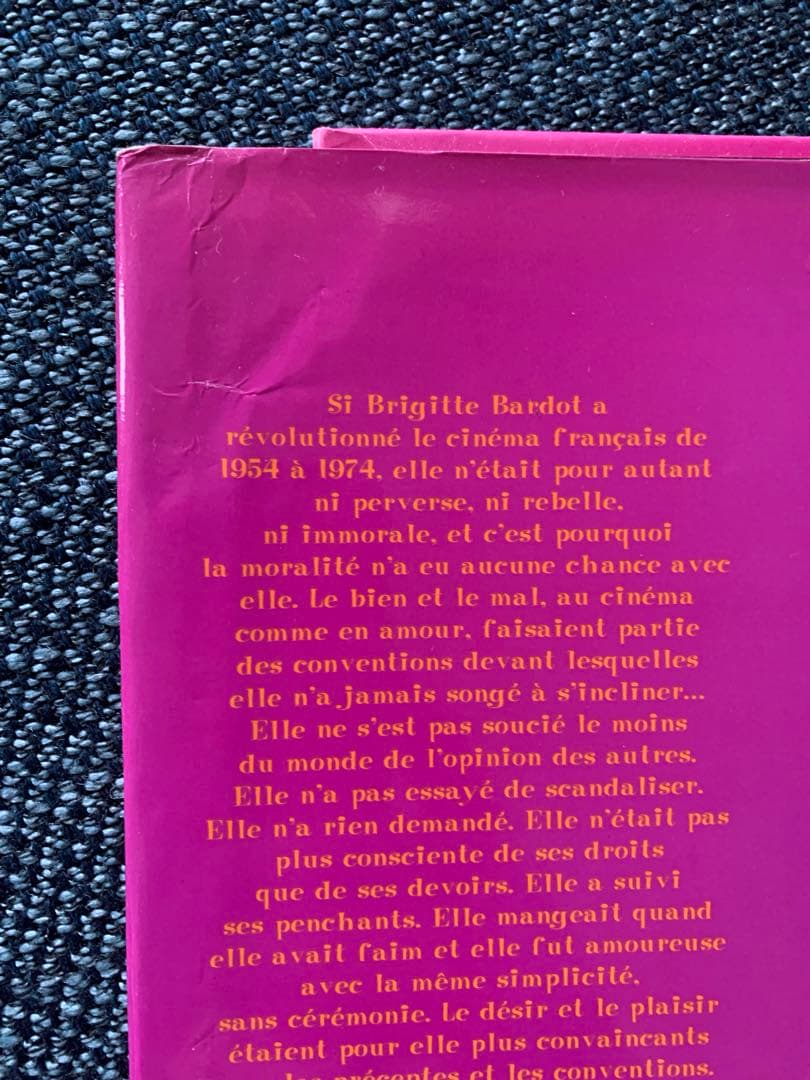 Si Brigitte Bardot a
révolutionné le cinéma français de
1954 à 1974, elle n'était pour autant
ni perverse, ni rebelle,
ni immorale, et c'est pourquoi
la moralité n'a eu aucune chance avec
elle. Le bien et le mal, au cinéma
comme en amour, faisaient partie
des conventions devant lesquelles
elle n'a jamais songé à s'incliner...
Elle ne s'est pas soucié le moins
du monde de l'opinion des autres.
Elle n'a pas essayé de scandaliser.
Elle n'a rien demandé. Elle n'était pas
plus consciente de ses droits
que de ses devoirs. Elle a suivi
ses penchants. Elle mangeait quand
elle avait faim et elle fut amoureuse
avec la même simplicité,
sans cérémonie. Le désir et le plaisir
étaient pour elle plus convaincants
les préceptes et les conventions.